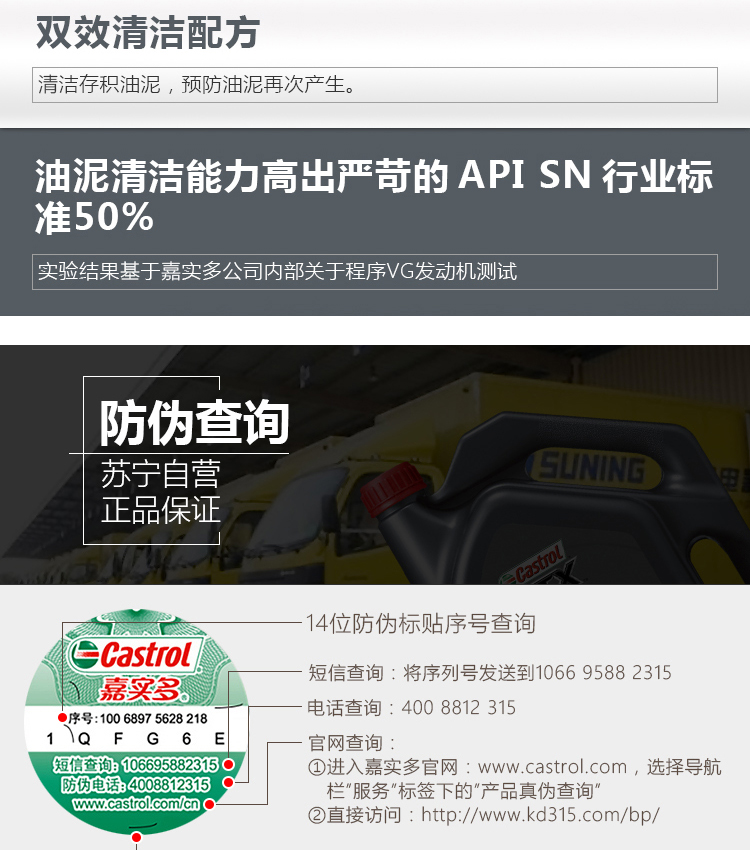 双效清洁配方
清洁存积油泥，预防油泥再次产生。
油泥清洁能力高出严苛的 API SN 行业标
准50%
实验结果基于嘉实多公司内部关于程序VG发动机测试
防伪查询
苏宁自营
正品保证
SUNING
Castrol
14位防伪标贴序号查询
Castrol
嘉实多®
序号:100 6897 5628 218
1 Q F G 6 E
短信查询: 106695882315
防伪电话: 4008812315
www.castrol.com/cn
短信查询：将序列号发送到1066 9588 2315
电话查询：400 8812 315
官网查询：
①进入嘉实多官网：www.castrol.com，选择导航
栏“服务”标签下的“产品真伪查询”
②直接访问：http://www.kd315.com/bp/